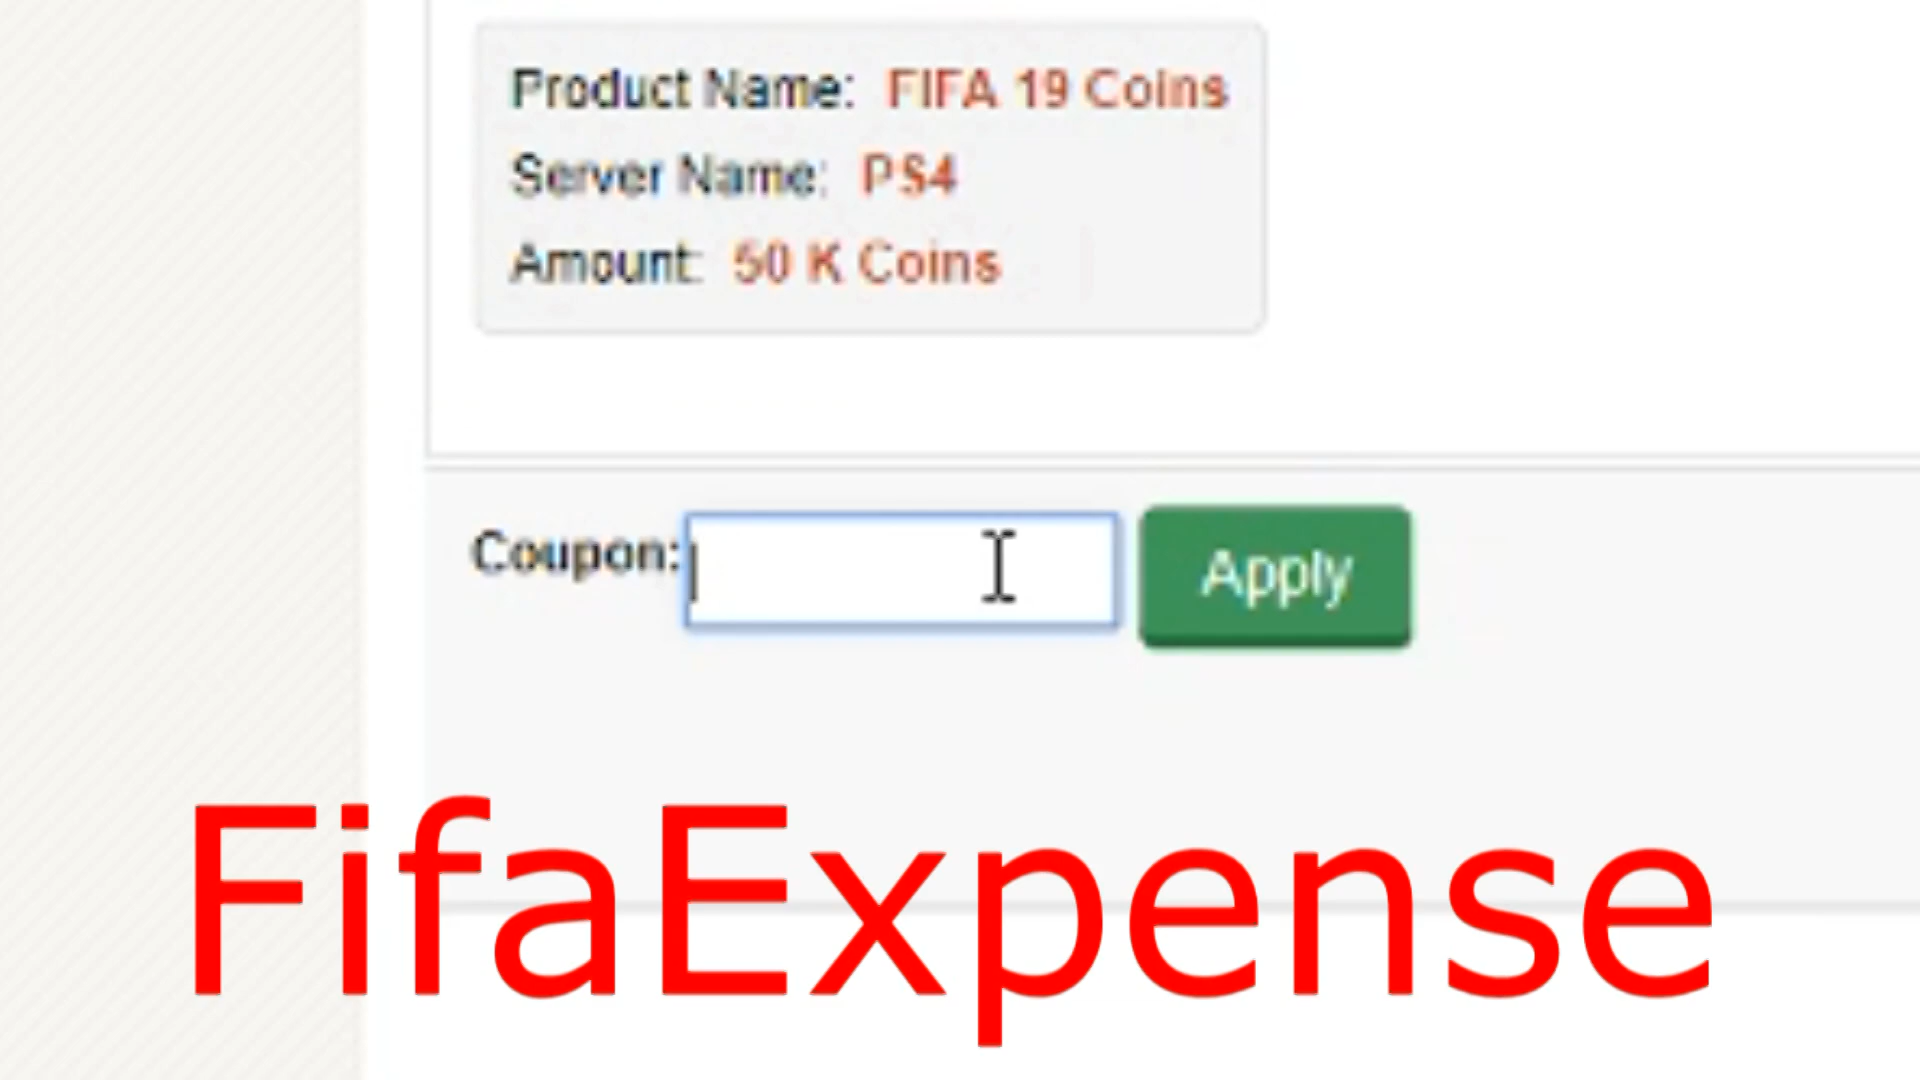 Product Name: FIFA 19 Coins
Server Name: PS4
Amount: 50 K Coins
Coupon: Apply
FifaExpense